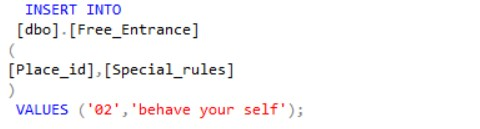 INSERT INTO
[dbo].[Free_Entrance]
(
[Place_id],[Special_rules]
)
VALUES ('02','behave your self');